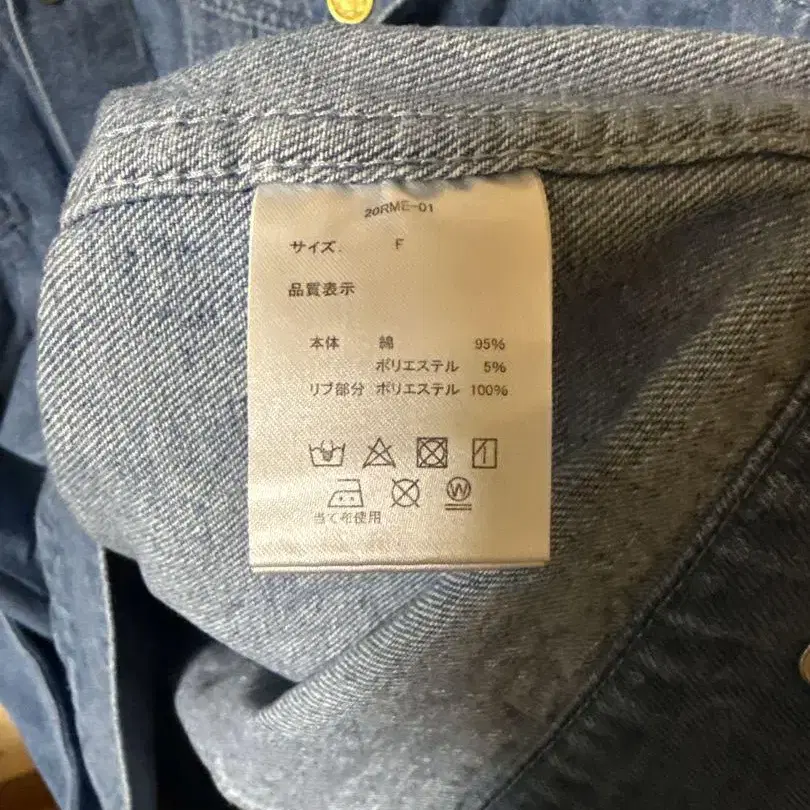 20RME-01
サイズ. F
品質表示
本体 綿 95%
ポリエステル 5%
リブ部分 ポリエステル 100%
W
当て布使用